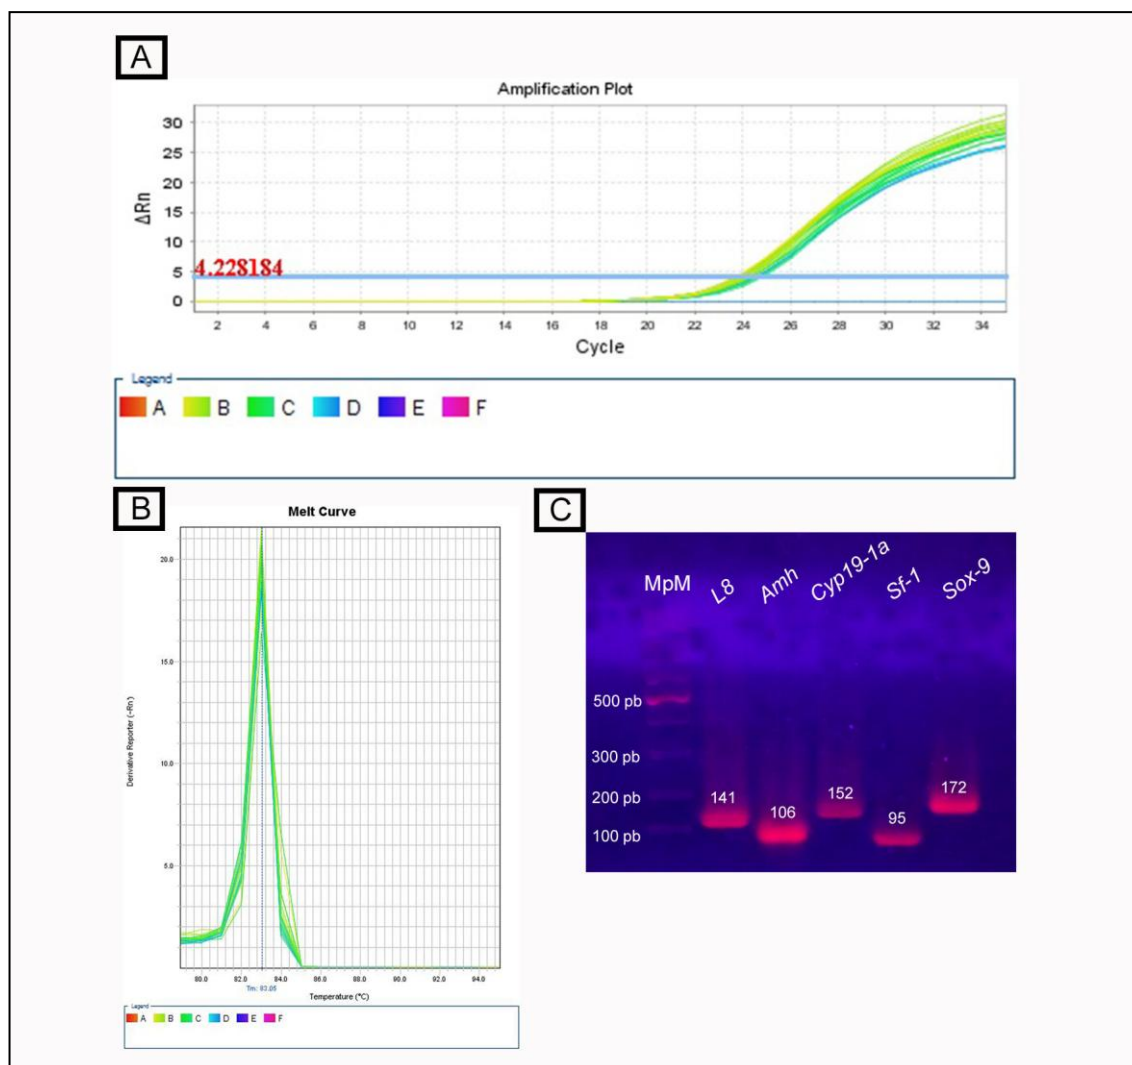 A
Amplification Plot
ΔRn
30
25
20
15
10
5
0
4.228184
2 4 6 8 10 12 14 16 18 20 22 24 26 28 30 32 34
Cycle
Legend
A B C D E F
B
Melt Curve
Derivative Reporter (-Rn)
20.0
15.0
10.0
5.0
80.0 82.0 84.0 86.0 88.0 90.0 92.0 94.0
Tm: 83.05
Temperature (°C)
Legend
A B C D E F
C
MpM L8 Amh Cyp19-1a Sf-1 Sox-9
500 pb
300 pb
200 pb
100 pb
141 106 152 95 172